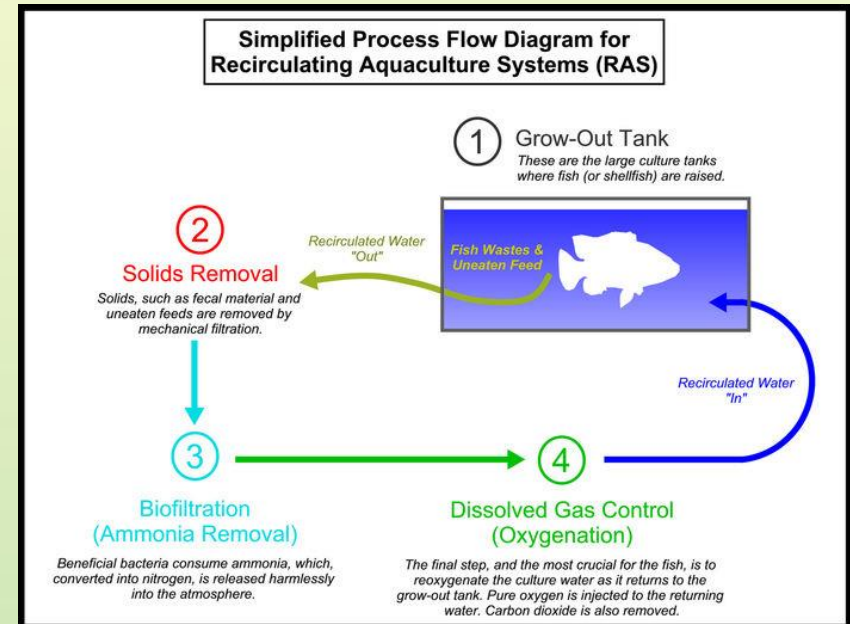 Simplified Process Flow Diagram for
Recirculating Aquaculture Systems (RAS)
1
Grow-Out Tank
These are the large culture tanks
where fish (or shellfish) are raised.
2
Solids Removal
Solids, such as fecal material and
uneaten feeds are removed by
mechanical filtration.
Recirculated Water
"Out"
Fish Wastes &
Uneaten Feed
Recirculated Water
"In"
3
Biofiltration
(Ammonia Removal)
Beneficial bacteria consume ammonia, which,
converted into nitrogen, is released harmlessly
into the atmosphere.
4
Dissolved Gas Control
(Oxygenation)
The final step, and the most crucial for the fish, is to
reoxygenate the culture water as it returns to the
grow-out tank. Pure oxygen is injected to the returning
water. Carbon dioxide is also removed.